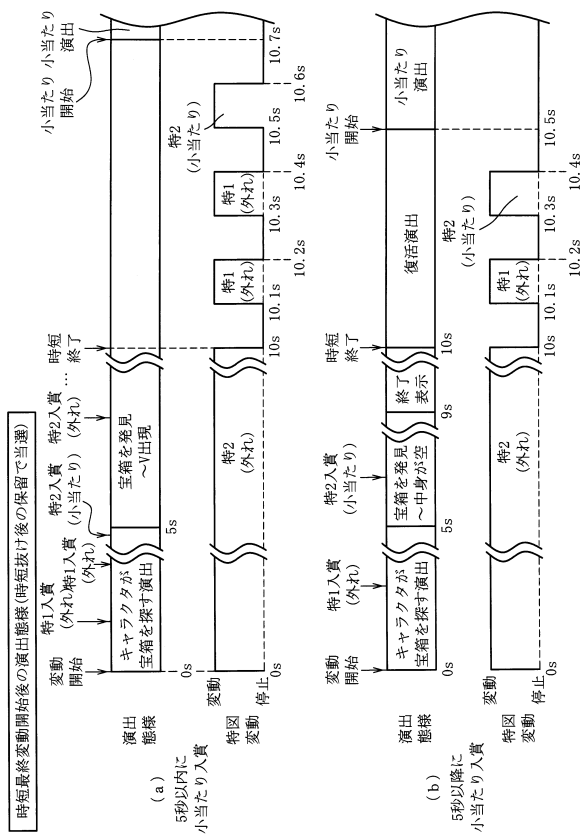 時短最終変動開始後の演出態様(時短抜け後の保留で当選)
(a)
5秒以内に
小当たり入賞
変動
開始
特1入賞
(外れ)
特1入賞
(外れ)
特2入賞
(小当たり)
特2入賞
(外れ)
…
時短
終了
小当たり
開始
小当たり
演出
演出
態様
キャラクタが
宝箱を探す演出
宝箱を発見
~V出現
0s
5s
特図
変動
変動
停止
特2
(外れ)
特1
(外れ)
特1
(外れ)
特2
(小当たり)
0s
10s
10.1s
10.2s
10.3s
10.4s
10.5s
10.6s
10.7s
(b)
5秒以降に
小当たり入賞
変動
開始
特1入賞
(外れ)
特2入賞
(小当たり)
時短
終了
小当たり
開始
演出
態様
キャラクタが
宝箱を探す演出
宝箱を発見
~中身が空
終了
表示
復活演出
小当たり
演出
0s
5s
9s
10s
10.5s
特図
変動
変動
停止
特2
(外れ)
特1
(外れ)
特2
(小当たり)
0s
10s
10.1s
10.2s
10.3s
10.4s